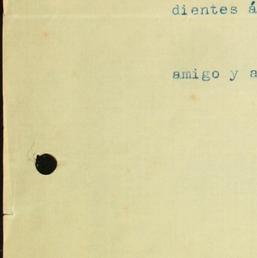 dientes á
amigo y a